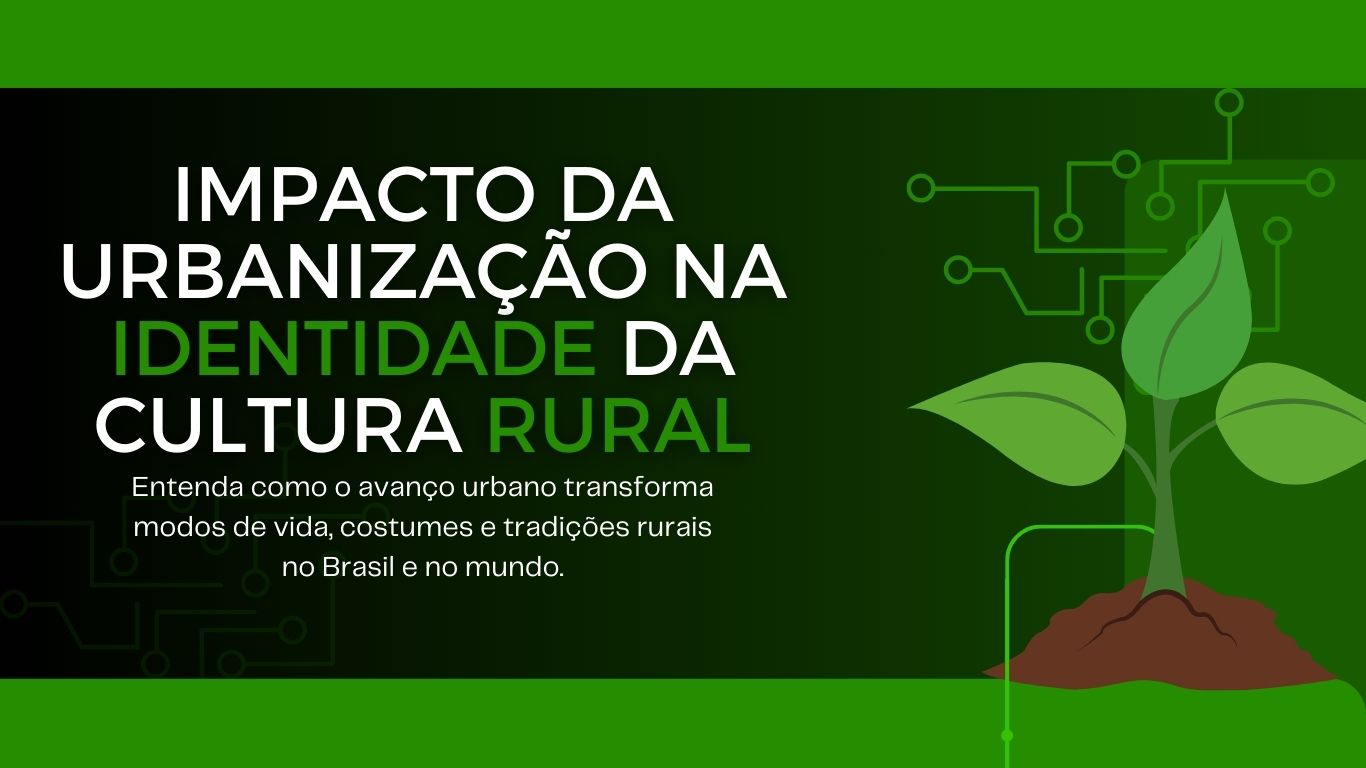 IMPACTO DA
URBANIZAÇÃO NA
IDENTIDADE DA
CULTURA RURAL
Entenda como o avanço urbano transforma
modos de vida, costumes e tradições rurais
no Brasil e no mundo.